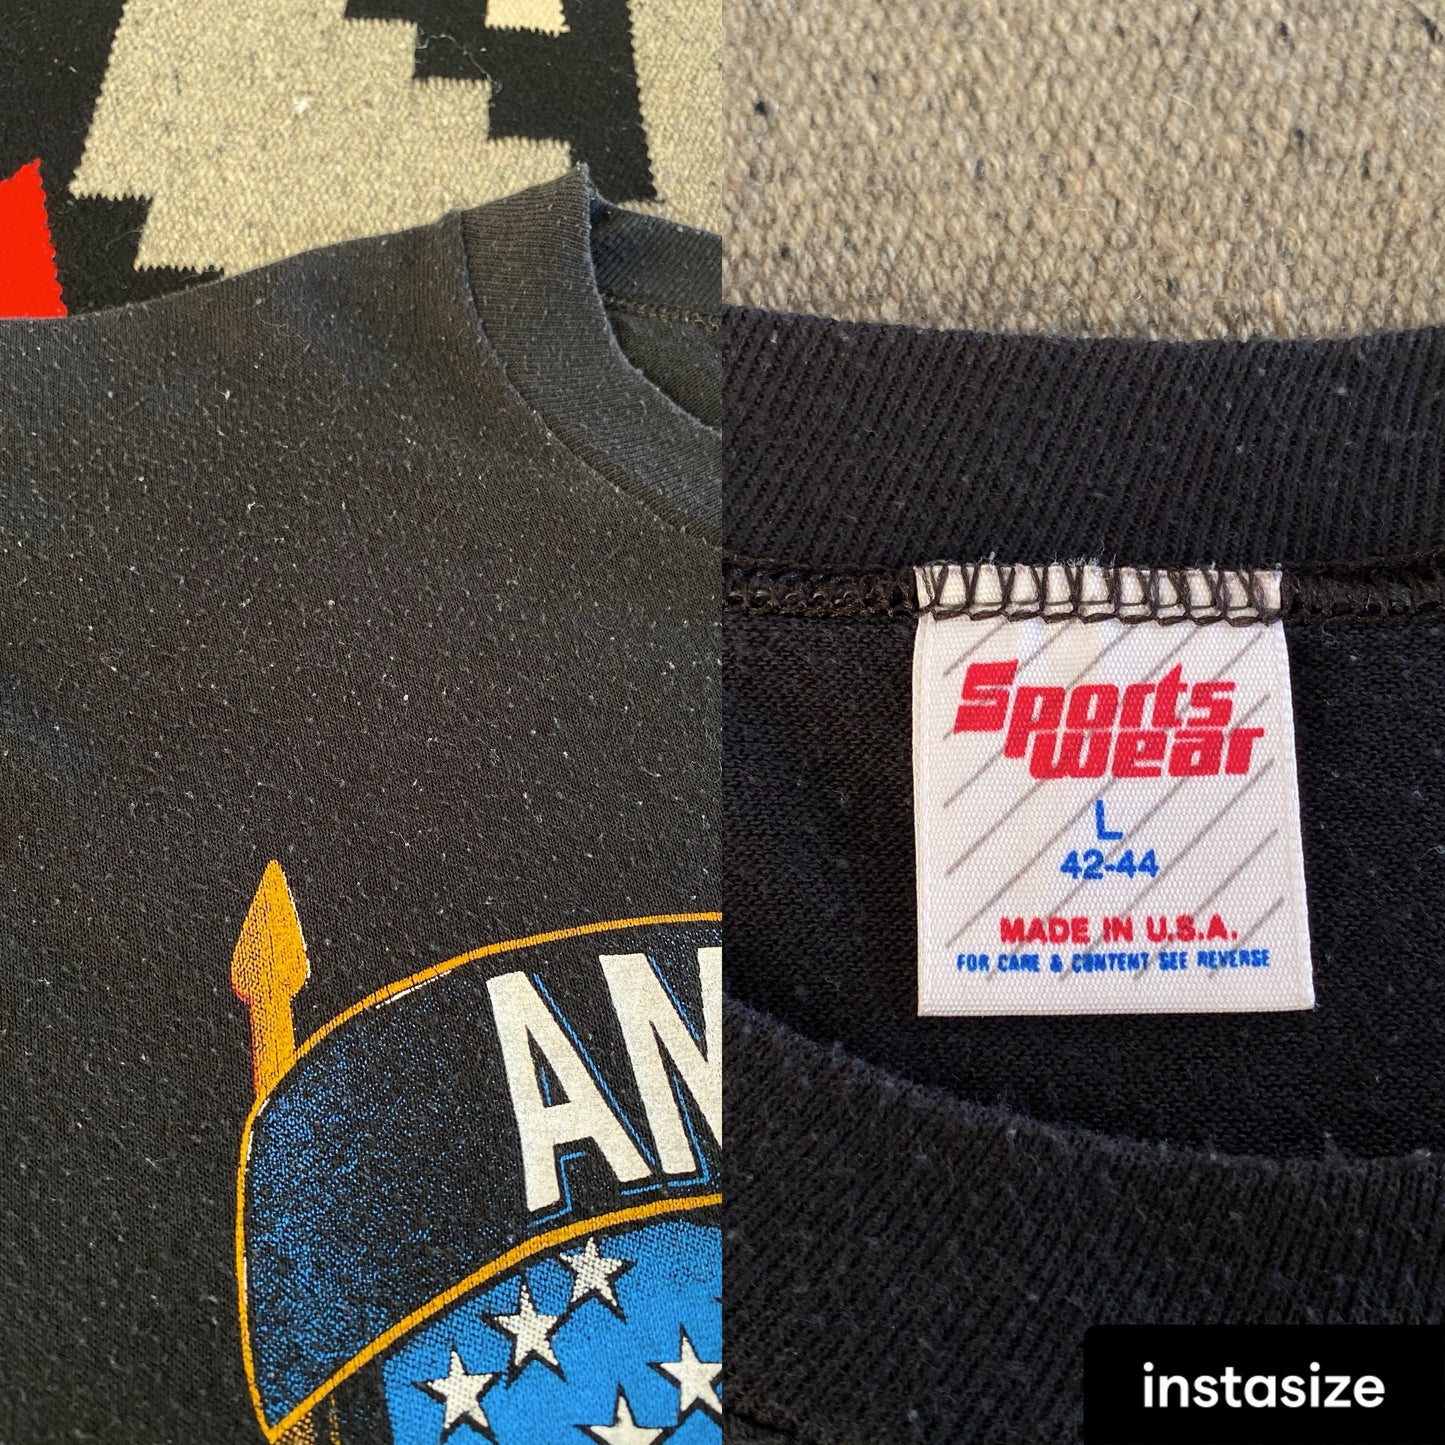 AM
Sports
wear
L
42-44
MADE IN U.S.A.
FOR CARE & CONTENT SEE REVERSE
instasize